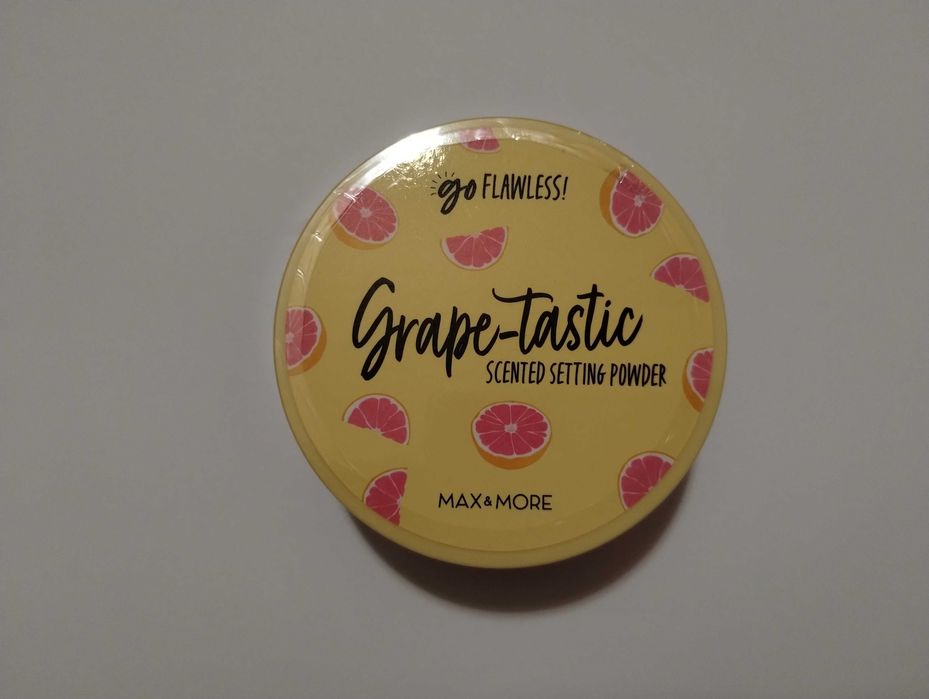 go FLAWLESS!
Grape-tastic
SCENTED SETTING POWDER
MAX&MORE